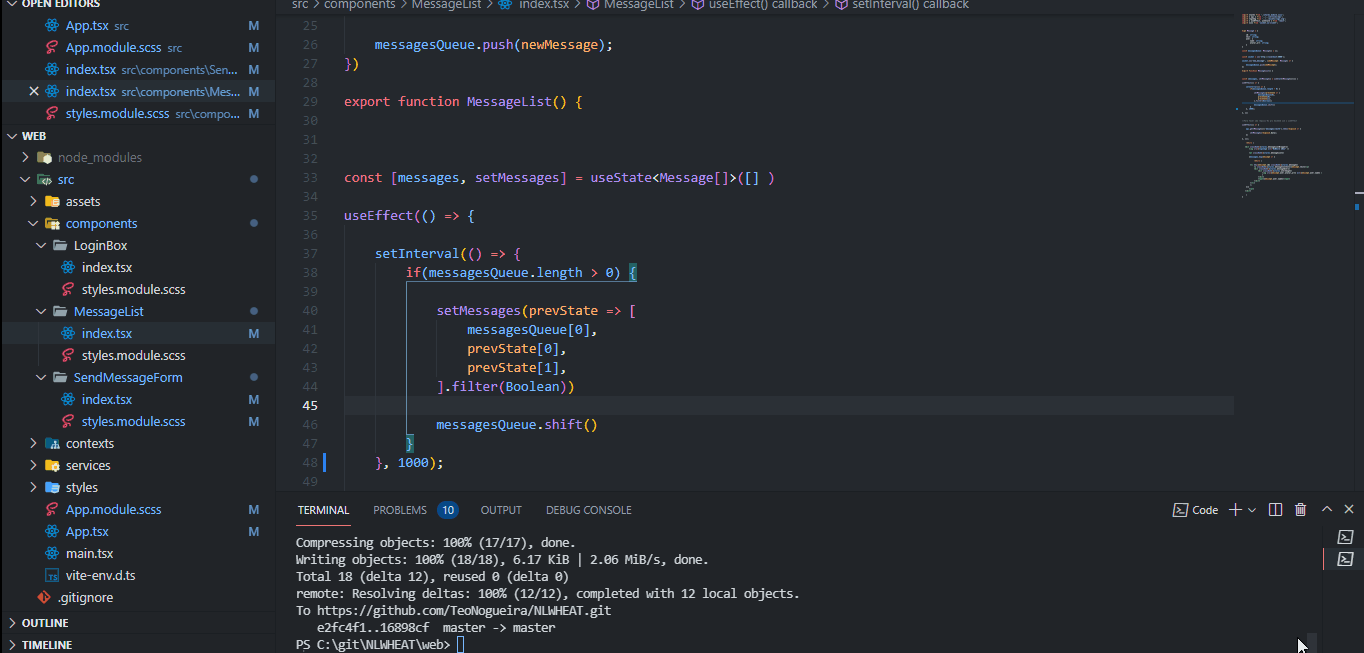 OPEN EDITORS
App.tsx src M
App.module.scss src M
index.tsx src\components\Sen... M
index.tsx src\components\Mes... M
styles.module.scss src\compo... M
WEB
node_modules
src
assets
components
LoginBox
index.tsx
styles.module.scss
MessageList
index.tsx M
styles.module.scss
SendMessageForm
index.tsx M
styles.module.scss M
contexts
services
styles
App.module.scss M
App.tsx M
main.tsx
vite-env.d.ts
.gitignore
OUTLINE
TIMELINE
src > components > MessageList > index.tsx > MessageList > useEffect() callback > setInterval() callback
25
26 messagesQueue.push(newMessage);
27 })
28
29 export function MessageList() {
30
31
32
33 const [messages, setMessages] = useState<Message[]>([] )
34
35 useEffect(() => {
36
37 setInterval(() => {
38 if(messagesQueue.length > 0) {
39
40 setMessages(prevState => [
41 messagesQueue[0],
42 prevState[0],
43 prevState[1],
44 ].filter(Boolean))
45
46 messagesQueue.shift()
47 }
48 }, 1000);
49
TERMINAL PROBLEMS 10 OUTPUT DEBUG CONSOLE Code
Compressing objects: 100% (17/17), done.
Writing objects: 100% (18/18), 6.17 KiB | 2.06 MiB/s, done.
Total 18 (delta 12), reused 0 (delta 0)
remote: Resolving deltas: 100% (12/12), completed with 12 local objects.
To https://github.com/TeoNogueira/NLWHEAT.git
e2fc4f1..16898cf master -> master
PS C:\git\NLWHEAT\web>